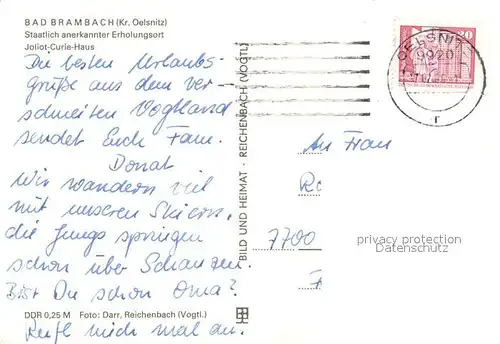 BAD BRAMBACH (Kr. Oelsnitz)
Staatlich anerkannter Erholungsort
Joliot-Curie-Haus
Die besten Urlaubs-
grüße aus dem ver-
schneiten Vogtland
sendet Euch Fam.
Donat
Wir wandern viel
mit unseren Skiern,
die Jungs springen
schon über Schanzen.
Bist Du schon Oma?
DDR 0,25 M Foto: Darr, Reichenbach (Vogtl.)
Ruft mich mal an.
BILD UND HEIMAT · REICHENBACH (VOGTL)
20
OELSNITZ
9920
r
An Frau
7700
privacy protection
Datenschutz